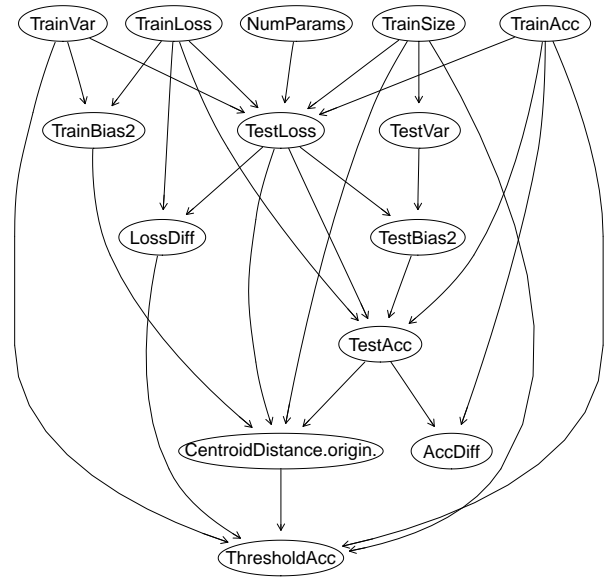 TrainVar TrainLoss NumParams TrainSize TrainAcc
TrainBias2 TestLoss TestVar
LossDiff TestBias2
TestAcc
CentroidDistance.origin. AccDiff
ThresholdAcc